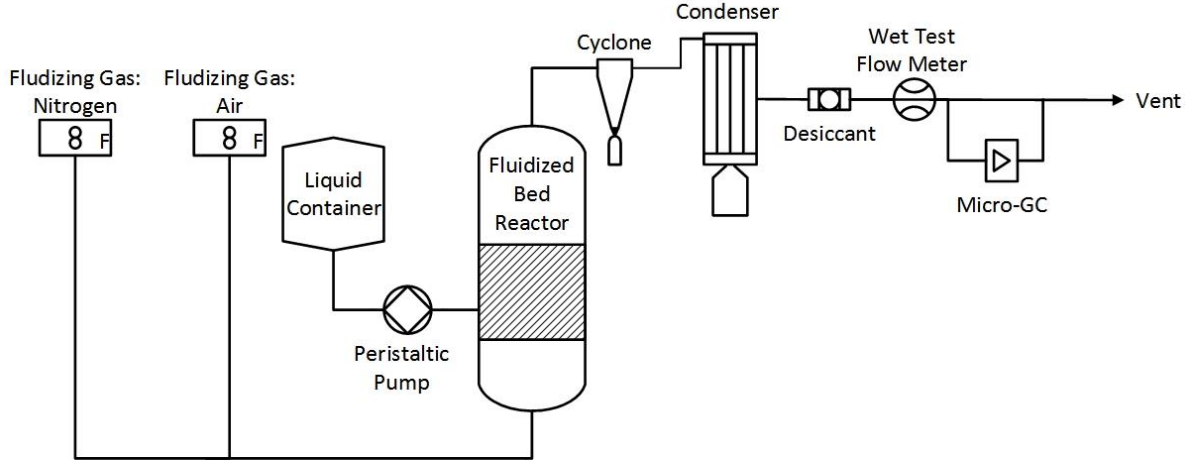 Condenser
Cyclone
Wet Test
Flow Meter
Fludizing Gas:
Nitrogen
Fludizing Gas:
Air
8 F
8 F
Vent
Desiccant
Liquid
Container
Fluidized
Bed
Reactor
Micro-GC
Peristaltic
Pump